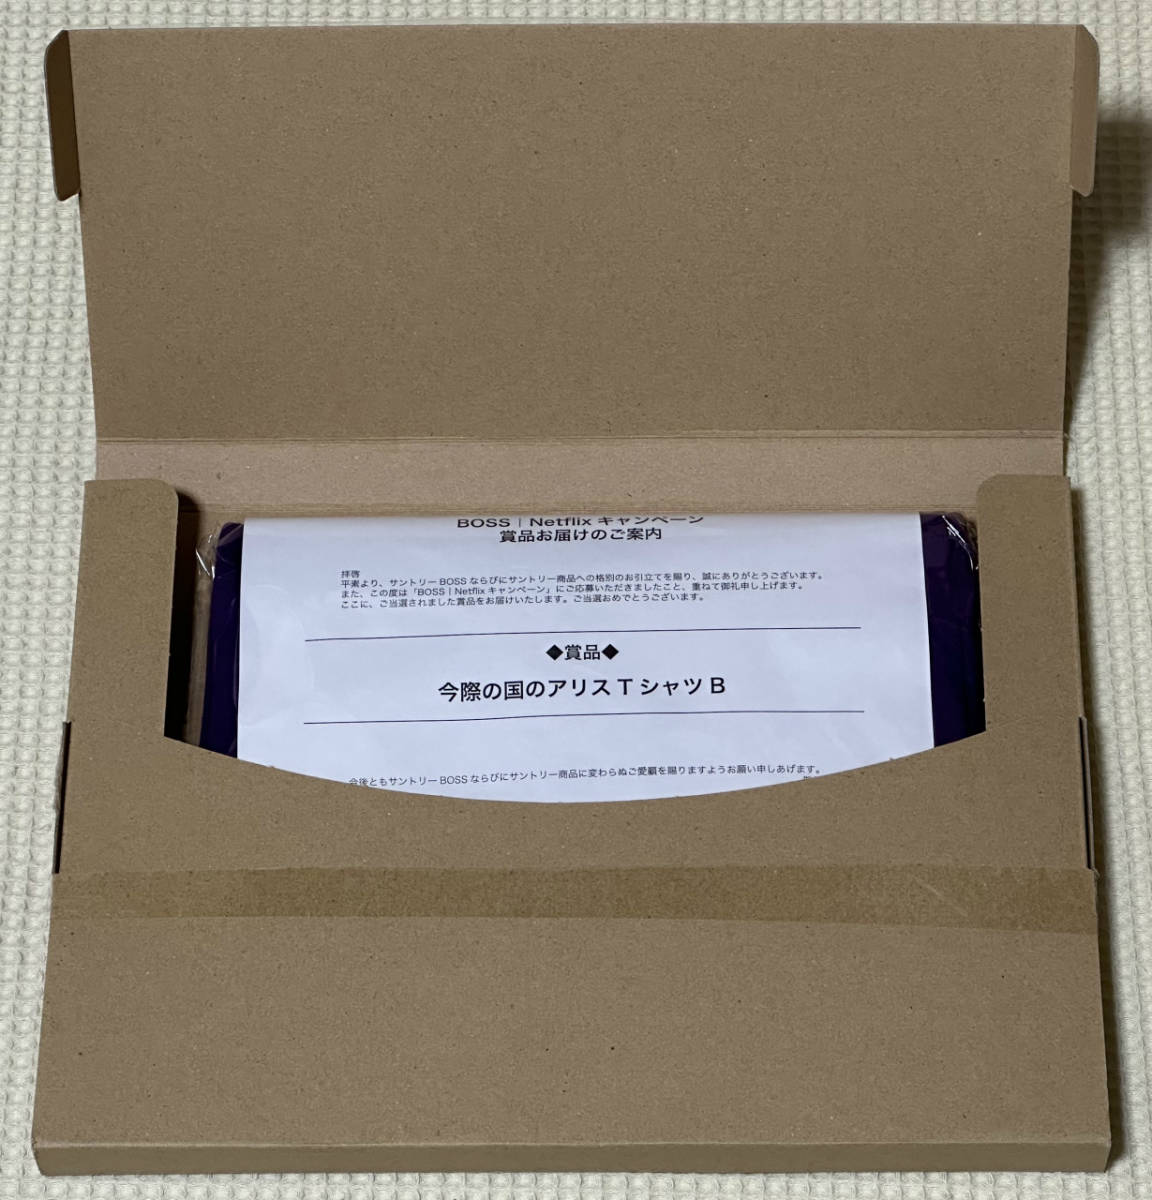 BOSS｜Netflix キャンペーン
賞品お届けのご案内
拝啓
平素より、サントリー BOSS ならびにサントリー商品への格別のお引立てを賜り、誠にありがとうございます。
また、この度は「BOSS｜Netflix キャンペーン」にご応募いただきましたこと、重ねて御礼申し上げます。
ここに、ご当選されました賞品をお届けいたします。ご当選おめでとうございます。
◆賞品◆
今際の国のアリス T シャツ B
今後ともサントリー BOSS ならびにサントリー商品に変わらぬご愛顧を賜りますようお願い申しあげます。